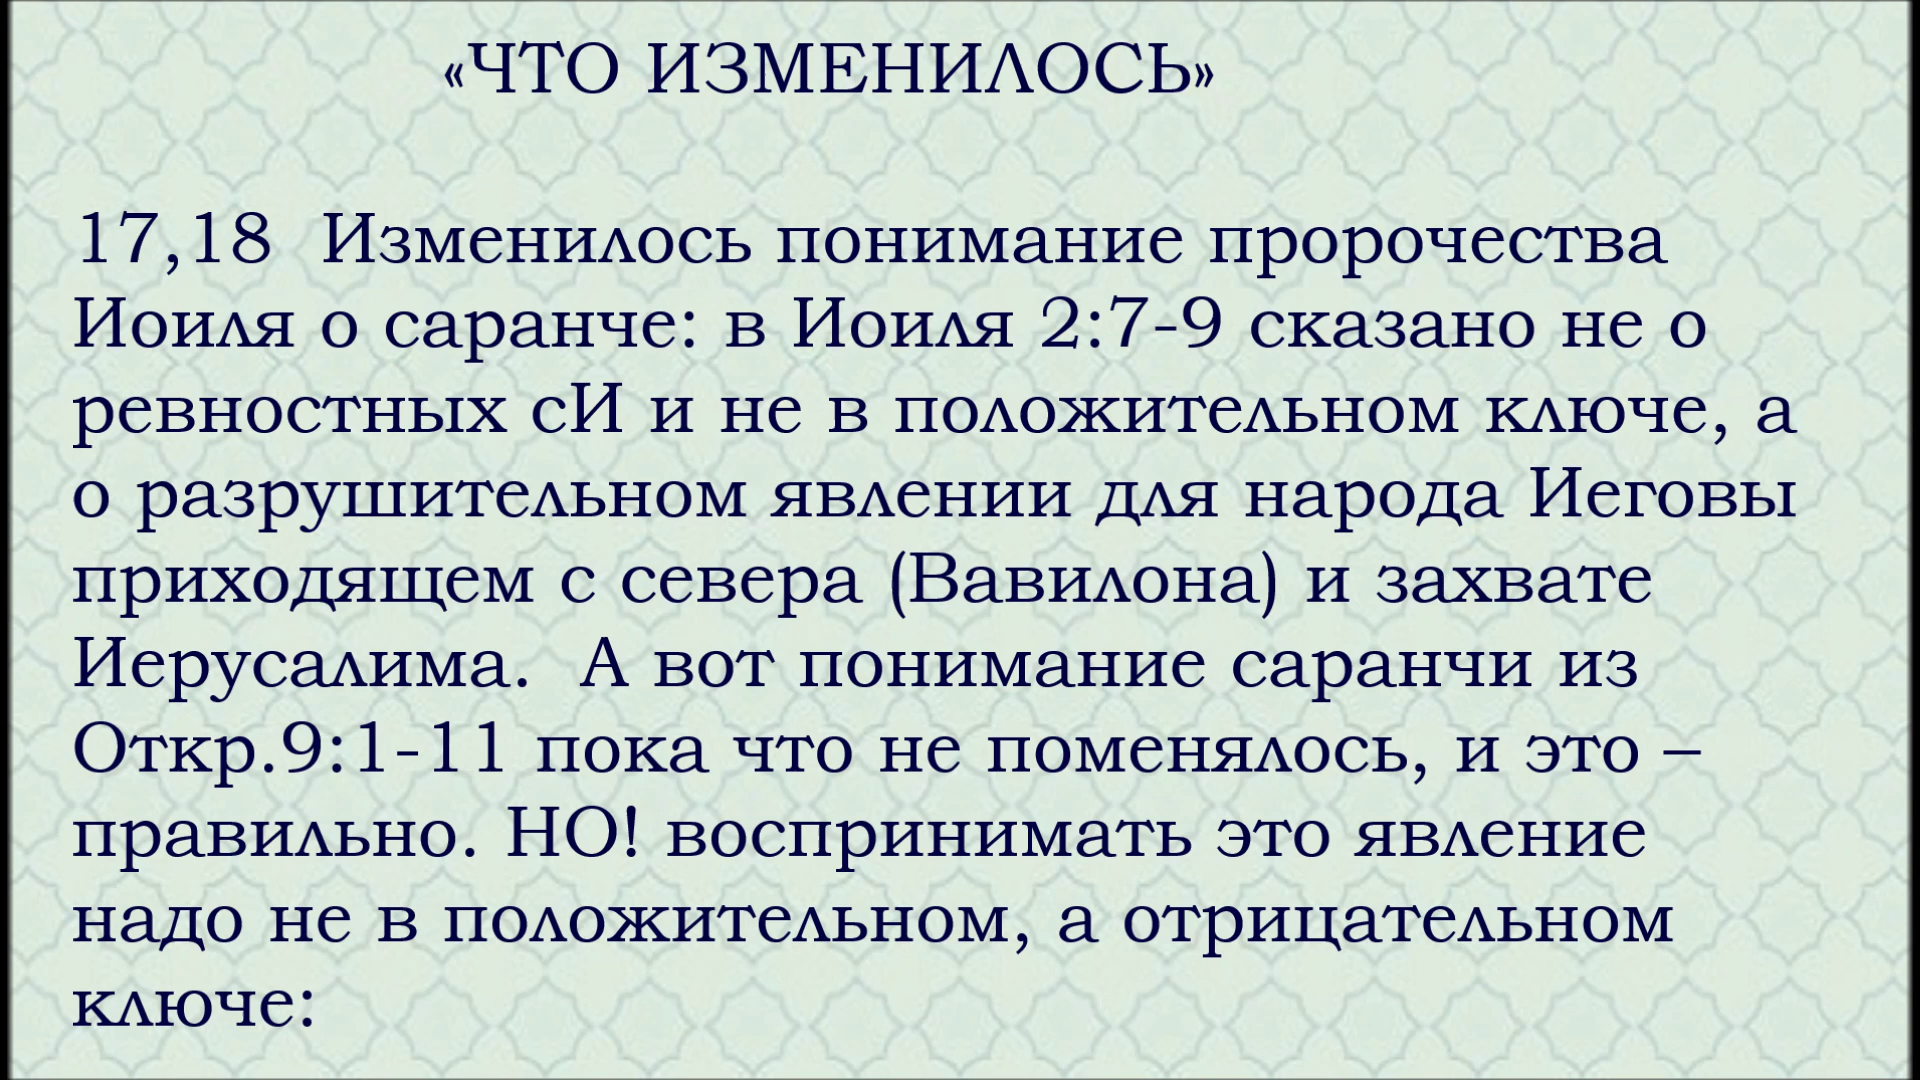 «ЧТО ИЗМЕНИЛОСЬ»
17,18 Изменилось понимание пророчества
Иоиля о саранче: в Иоиля 2:7-9 сказано не о
ревностных сИ и не в положительном ключе, а
о разрушительном явлении для народа Иеговы
приходящем с севера (Вавилона) и захвате
Иерусалима. А вот понимание саранчи из
Откр.9:1-11 пока что не поменялось, и это –
правильно. НО! воспринимать это явление
надо не в положительном, а отрицательном
ключе: